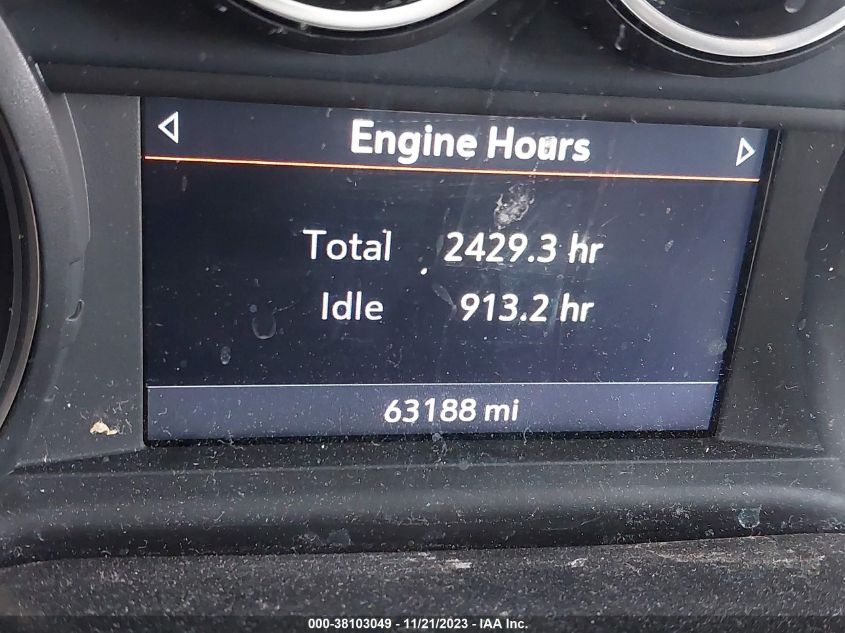 Engine Hours
Total 2429.3 hr
Idle 913.2 hr
63188 mi
000-38103049 - 11/21/2023 - IAA Inc.